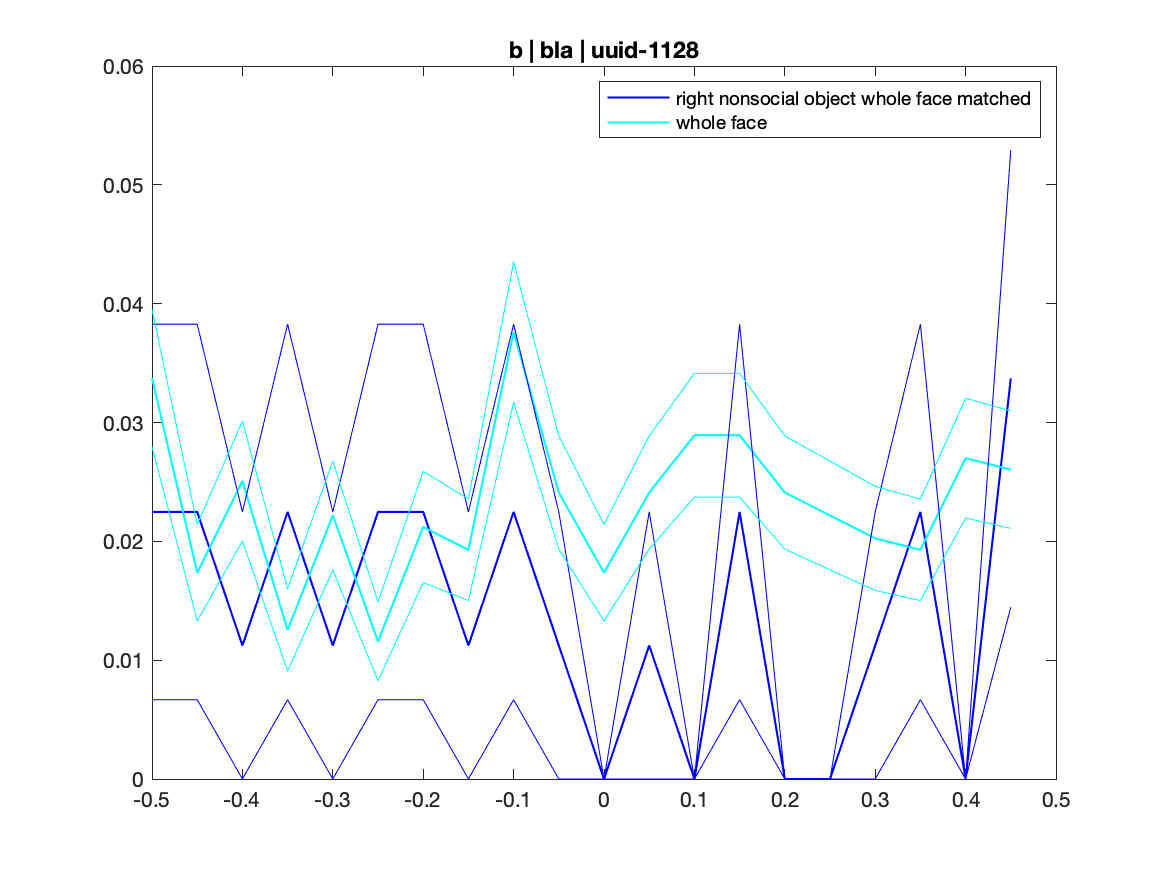 b | bla | uuid-1128
0.06
right nonsocial object whole face matched
whole face
0.05
0.04
0.03
0.02
0.01
0
-0.5 -0.4 -0.3 -0.2 -0.1 0 0.1 0.2 0.3 0.4 0.5